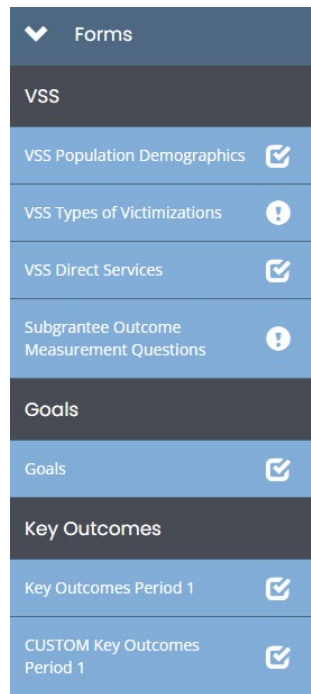 Forms
VSS
VSS Population Demographics
VSS Types of Victimizations
VSS Direct Services
Subgrantee Outcome
Measurement Questions
Goals
Goals
Key Outcomes
Key Outcomes Period 1
CUSTOM Key Outcomes
Period 1